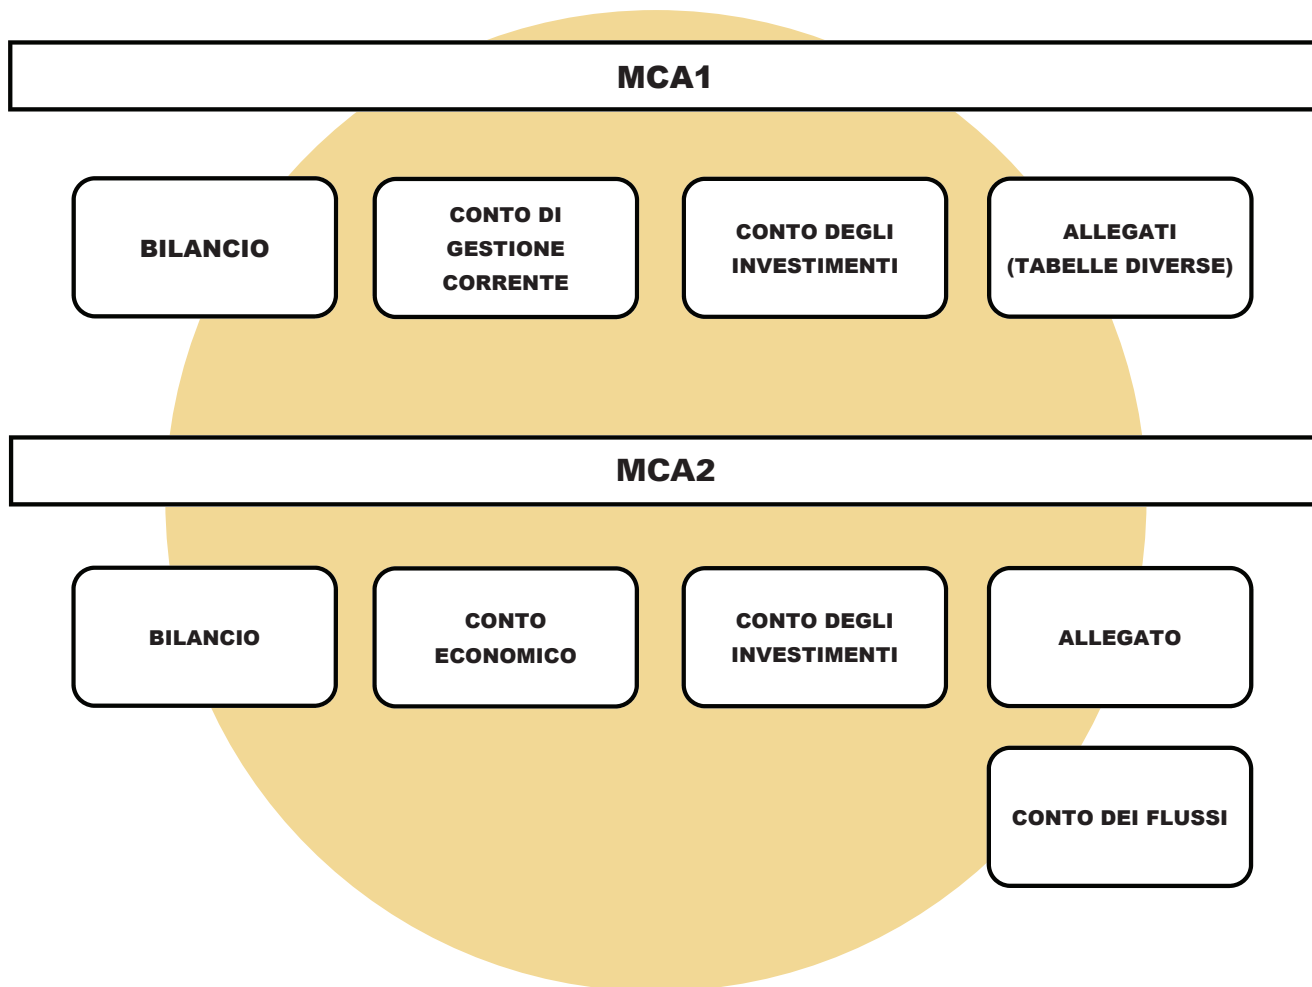 MCA1
BILANCIO
CONTO DI
GESTIONE
CORRENTE
CONTO DEGLI
INVESTIMENTI
ALLEGATI
(TABELLE DIVERSE)
MCA2
BILANCIO
CONTO
ECONOMICO
CONTO DEGLI
INVESTIMENTI
ALLEGATO
CONTO DEI FLUSSI